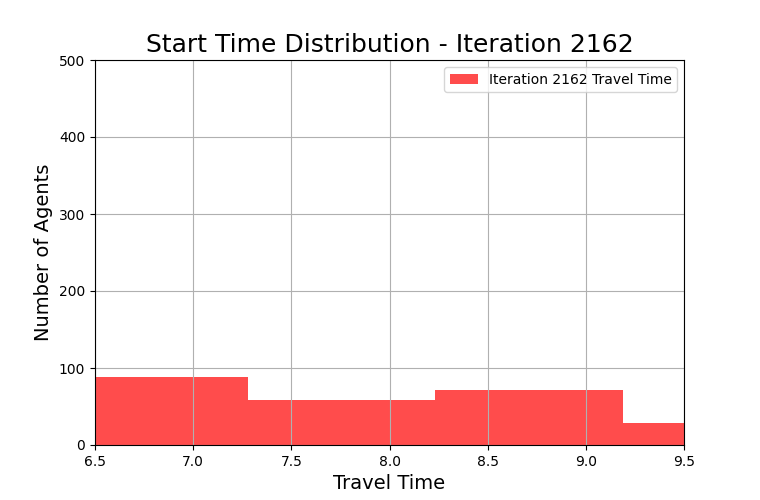 Start Time Distribution - Iteration 2162
Iteration 2162 Travel Time
Number of Agents
500
400
300
200
100
0
6.5 7.0 7.5 8.0 8.5 9.0 9.5
Travel Time